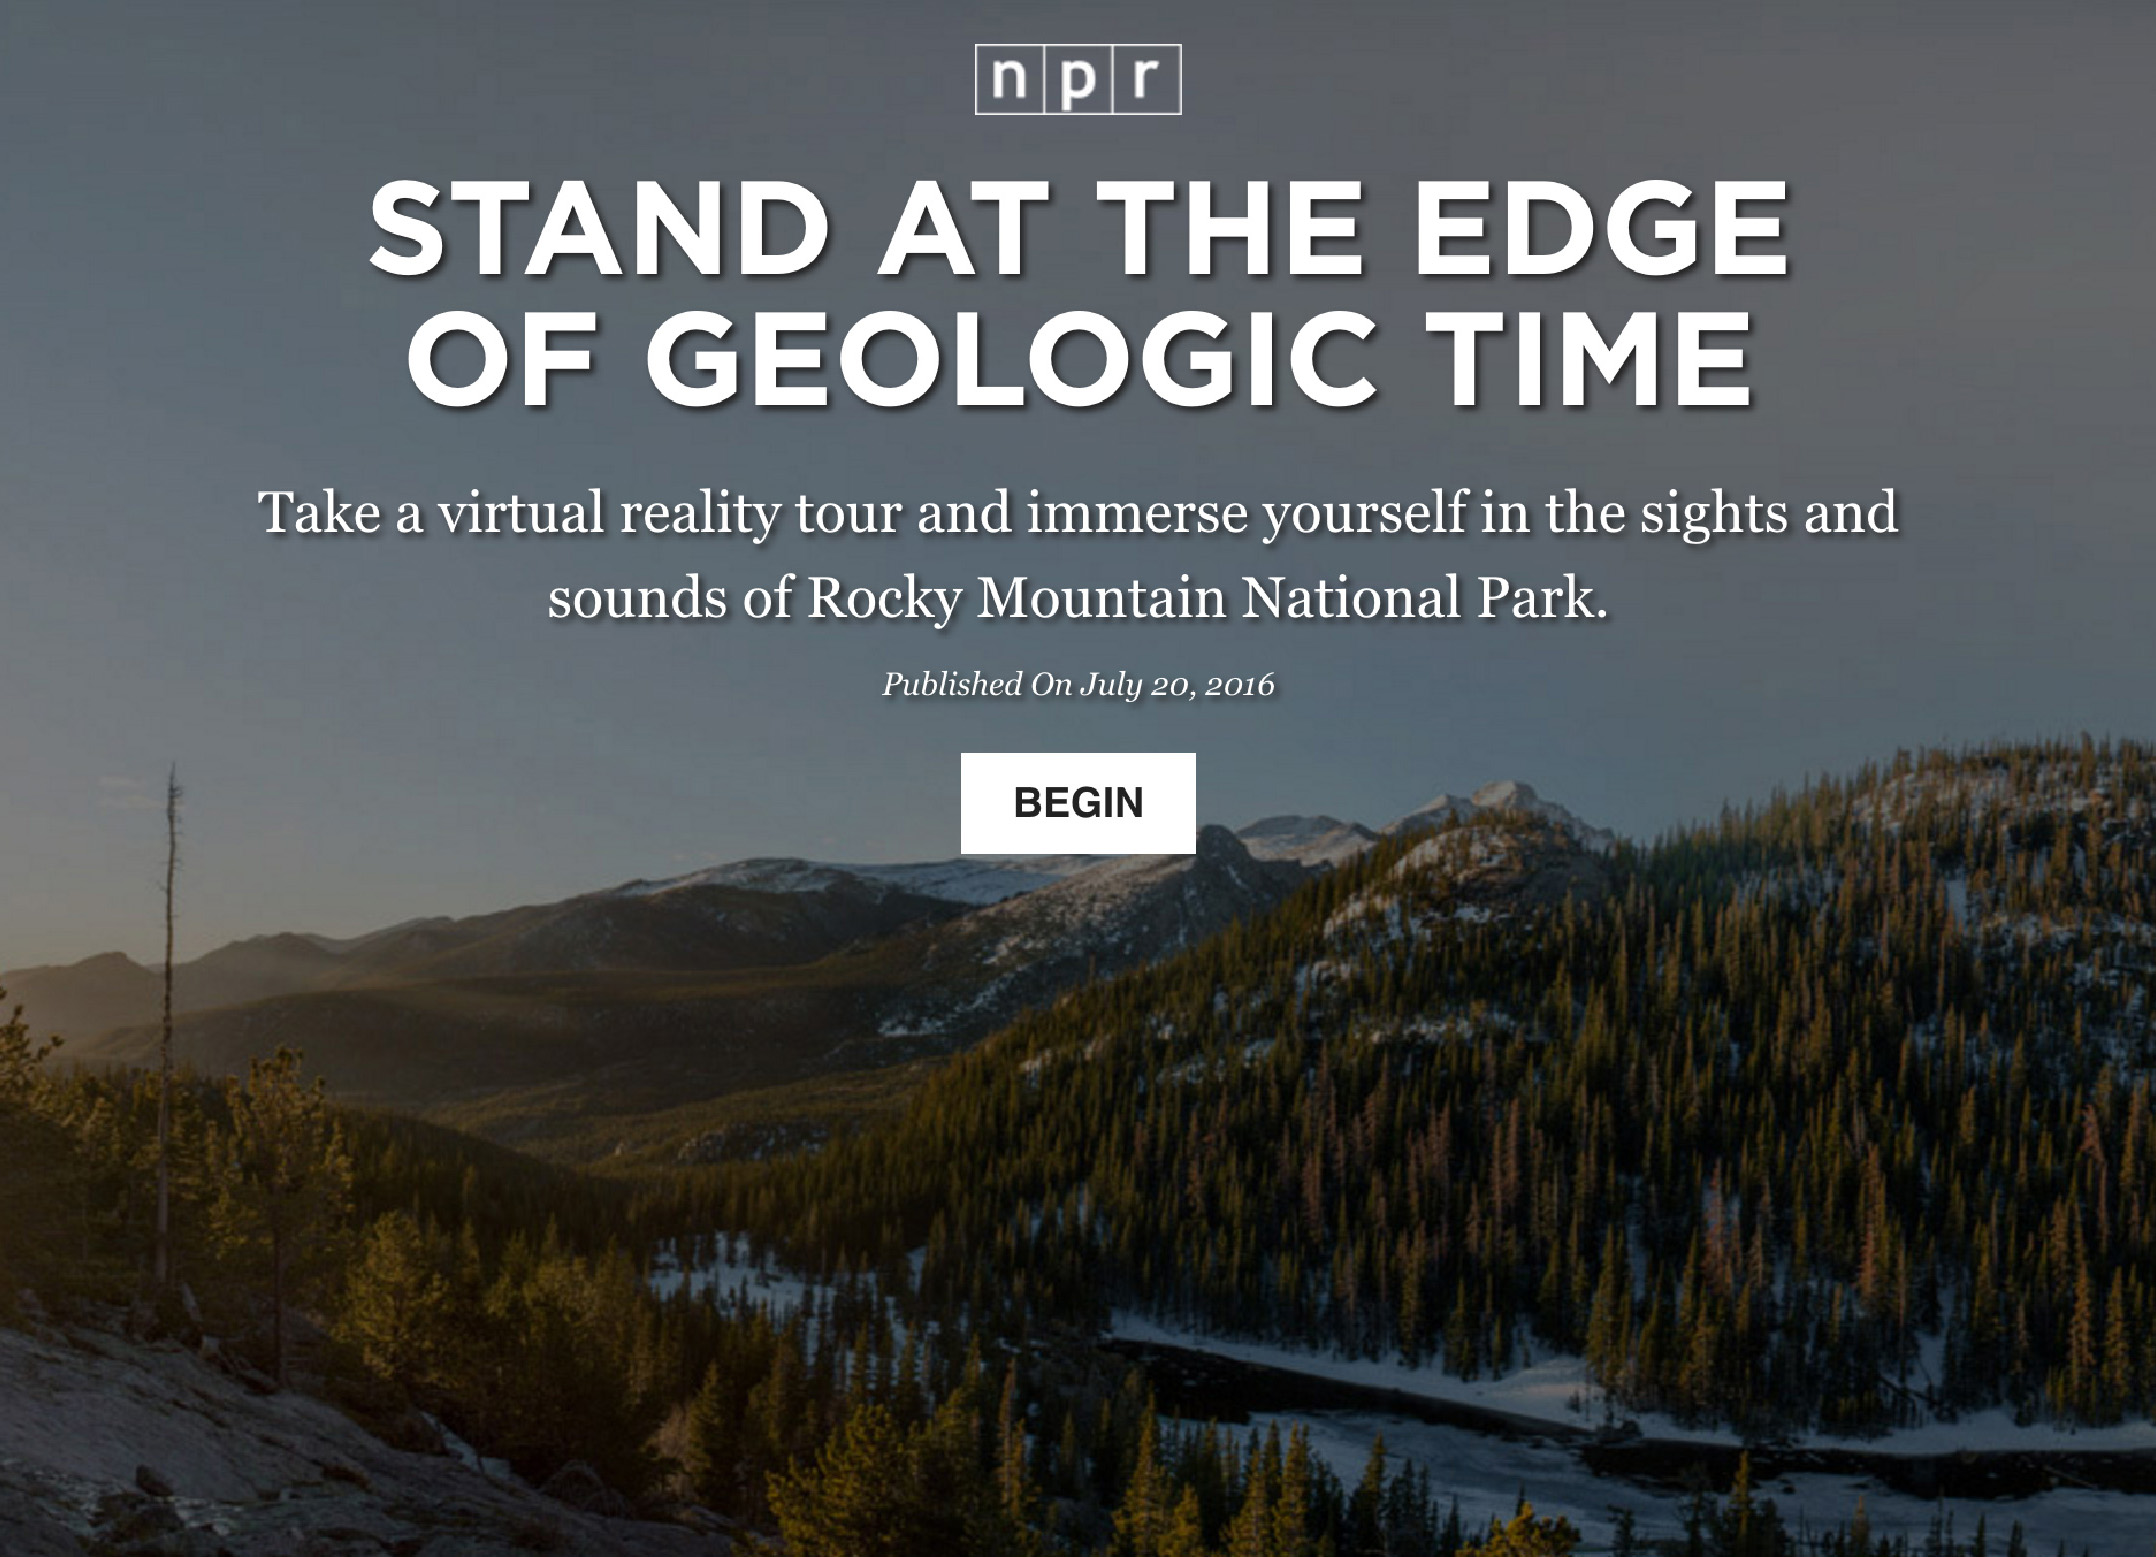 npr
STAND AT THE EDGE
OF GEOLOGIC TIME
Take a virtual reality tour and immerse yourself in the sights and
sounds of Rocky Mountain National Park.
Published On July 20, 2016
BEGIN